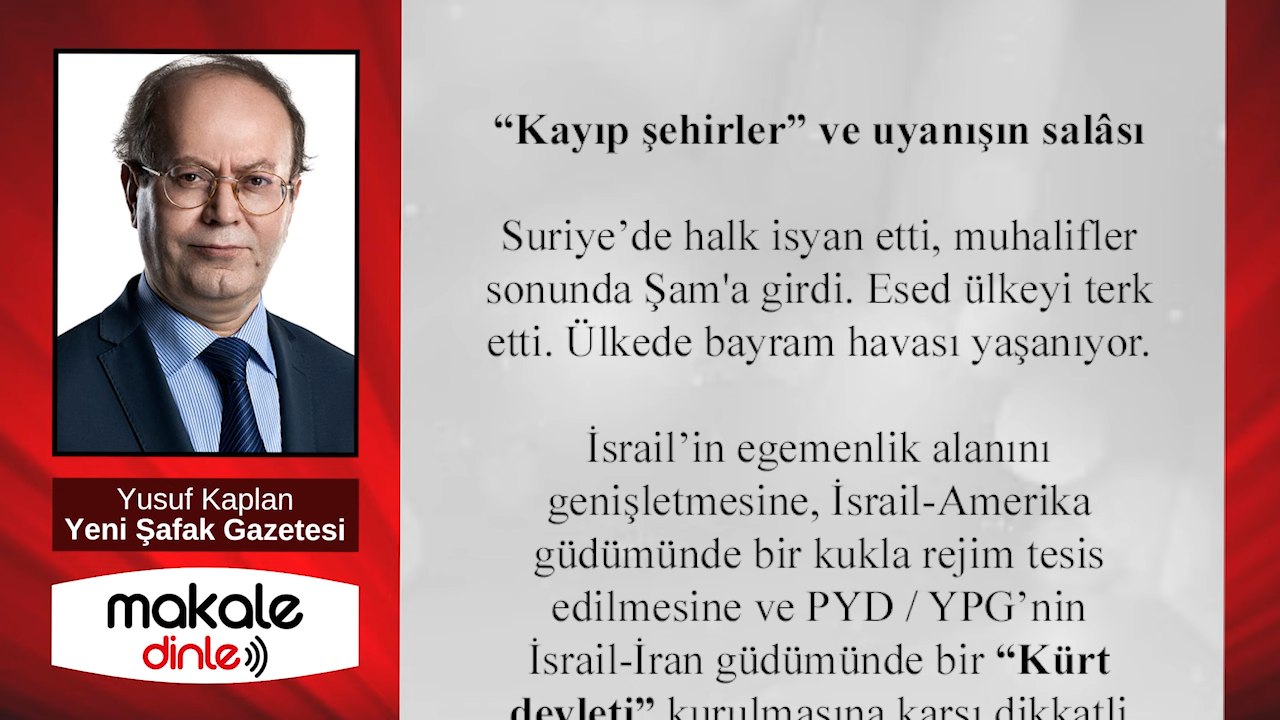 “Kayıp şehirler” ve uyanışın salâsı
Suriye’de halk isyan etti, muhalifler
sonunda Şam'a girdi. Esed ülkeyi terk
etti. Ülkede bayram havası yaşanıyor.
İsrail’in egemenlik alanını
genişletmesine, İsrail-Amerika
güdümünde bir kukla rejim tesis
edilmesine ve PYD / YPG’nin
İsrail-İran güdümünde bir “Kürt
devleti” kurulmasına karşı dikkatli
Yusuf Kaplan
Yeni Şafak Gazetesi
makale
dinle